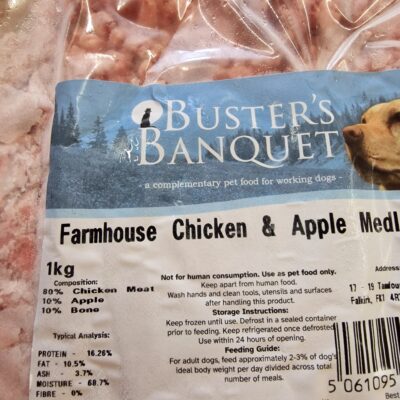 BUSTER'S
BANQUET
- a complementary pet food for working dogs -
Farmhouse Chicken & Apple Medl
1kg
Composition:
80% Chicken Meat
10% Apple
10% Bone
Typical Analysis:
PROTEIN - 16.26%
FAT - 10.5%
ASH - 3.7%
MOISTURE - 68.7%
FIBRE - 0%
Not for human consumption. Use as pet food only.
Keep apart from human food.
Wash hands and clean tools, utensils and surfaces
after handling this product.
Storage Instructions:
Keep frozen until use. Defrost in a sealed container
prior to feeding. Keep refrigerated once defrosted
Use within 24 hours of opening.
Feeding Guide:
For adult dogs, feed approximately 2-3% of dog's
ideal body weight per day divided across total
number of meals.
Address:
17 - 19
Falkirk, FK1
5 061095
Best